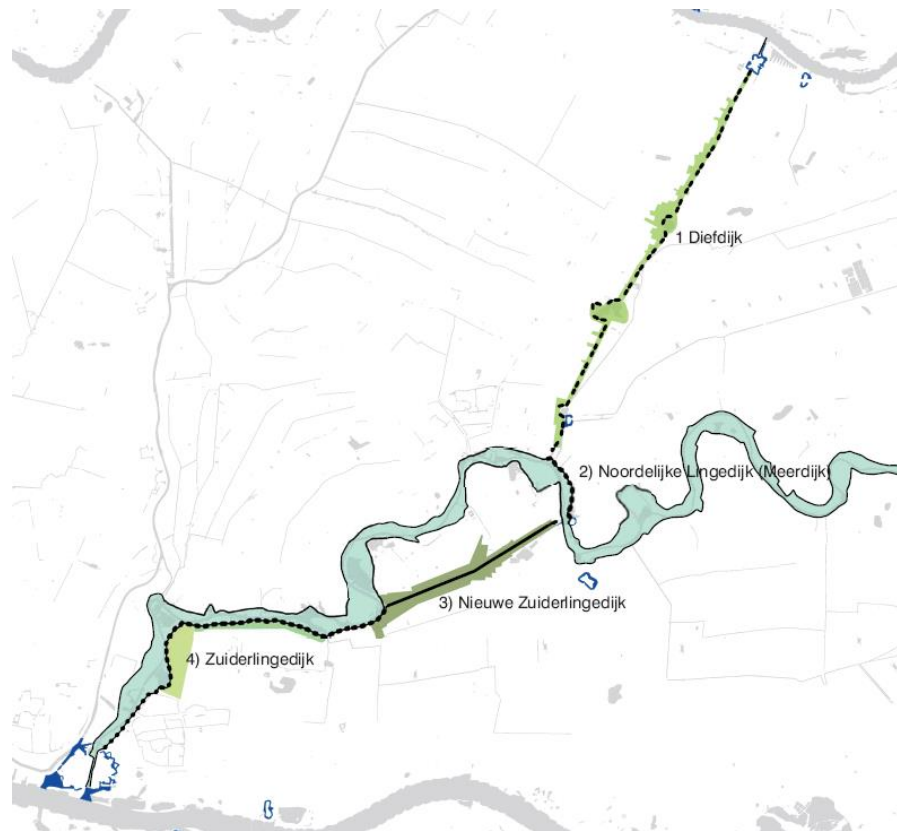 1 Diefdijk
2) Noordelijke Lingedijk (Meerdijk)
3) Nieuwe Zuiderlingedijk
4) Zuiderlingedijk